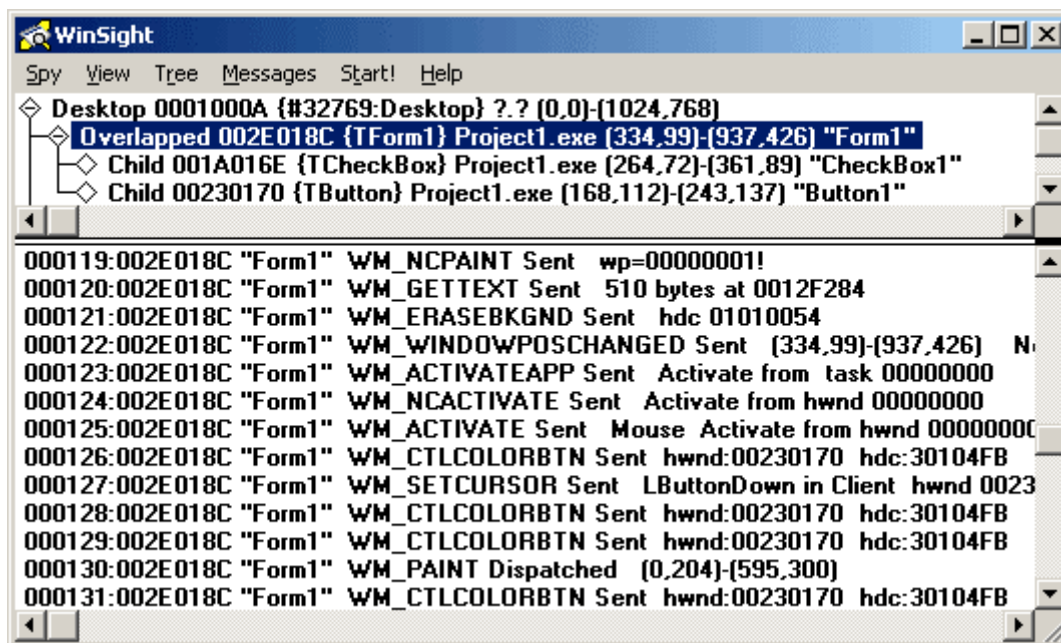 WinSight
Spy View Tree Messages Start! Help
Desktop 0001000A {#32769:Desktop} ?.? (0,0)-(1024,768)
Overlapped 002E018C {TForm1} Project1.exe (334,99)-(937,426) "Form1"
Child 001A016E {TCheckBox} Project1.exe (264,72)-(361,89) "CheckBox1"
Child 00230170 {TButton} Project1.exe (168,112)-(243,137) "Button1"
000119:002E018C "Form1" WM_NCPAINT Sent wp=00000001!
000120:002E018C "Form1" WM_GETTEXT Sent 510 bytes at 0012F284
000121:002E018C "Form1" WM_ERASEBKGND Sent hdc 01010054
000122:002E018C "Form1" WM_WINDOWPOSCHANGED Sent (334,99)-(937,426)
000123:002E018C "Form1" WM_ACTIVATEAPP Sent Activate from task 00000000
000124:002E018C "Form1" WM_NCACTIVATE Sent Activate from hwnd 00000000
000125:002E018C "Form1" WM_ACTIVATE Sent Mouse Activate from hwnd 00000000
000126:002E018C "Form1" WM_CTLCOLORBTN Sent hwnd:00230170 hdc:30104FB
000127:002E018C "Form1" WM_SETCURSOR Sent LButtonDown in Client hwnd 0023
000128:002E018C "Form1" WM_CTLCOLORBTN Sent hwnd:00230170 hdc:30104FB
000129:002E018C "Form1" WM_CTLCOLORBTN Sent hwnd:00230170 hdc:30104FB
000130:002E018C "Form1" WM_PAINT Dispatched (0,204)-(595,300)
000131:002E018C "Form1" WM_CTLCOLORBTN Sent hwnd:00230170 hdc:30104FB